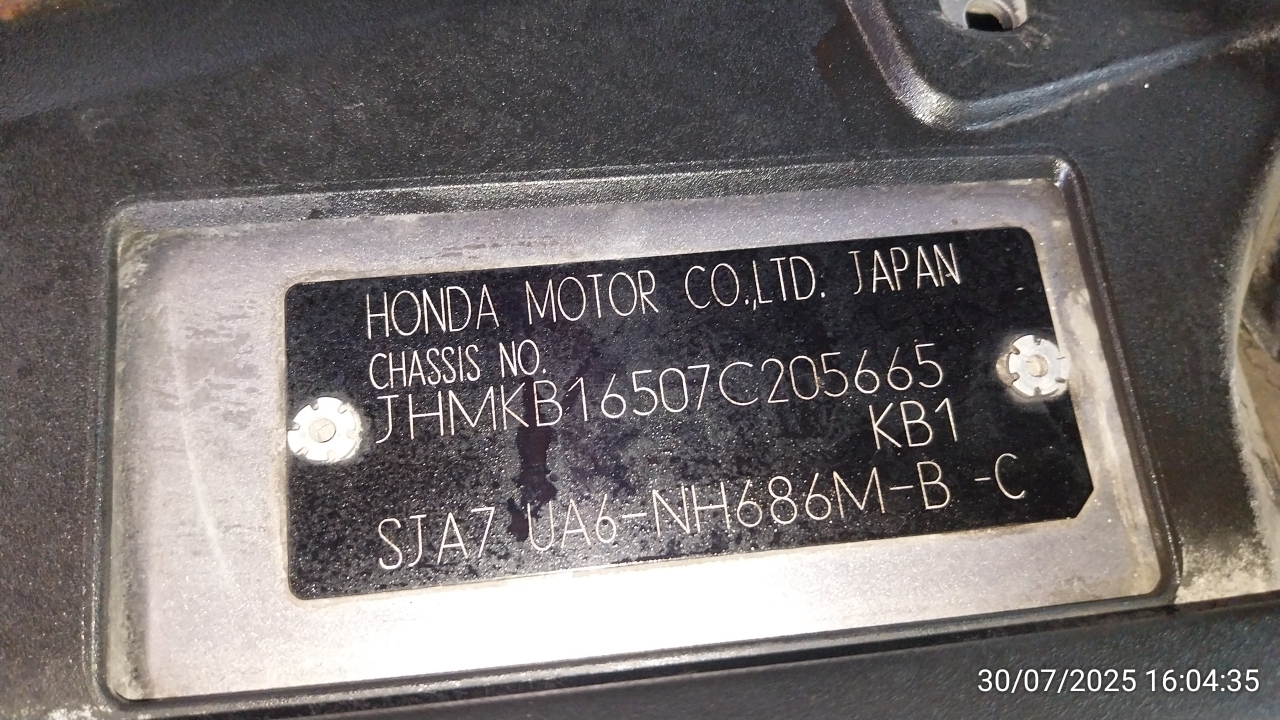 HONDA MOTOR CO.,LTD. JAPAN
CHASSIS NO.
JHMKB16507C205665
KB1
SJA7 UA6-NH686M-B -C
30/07/2025 16:04:35